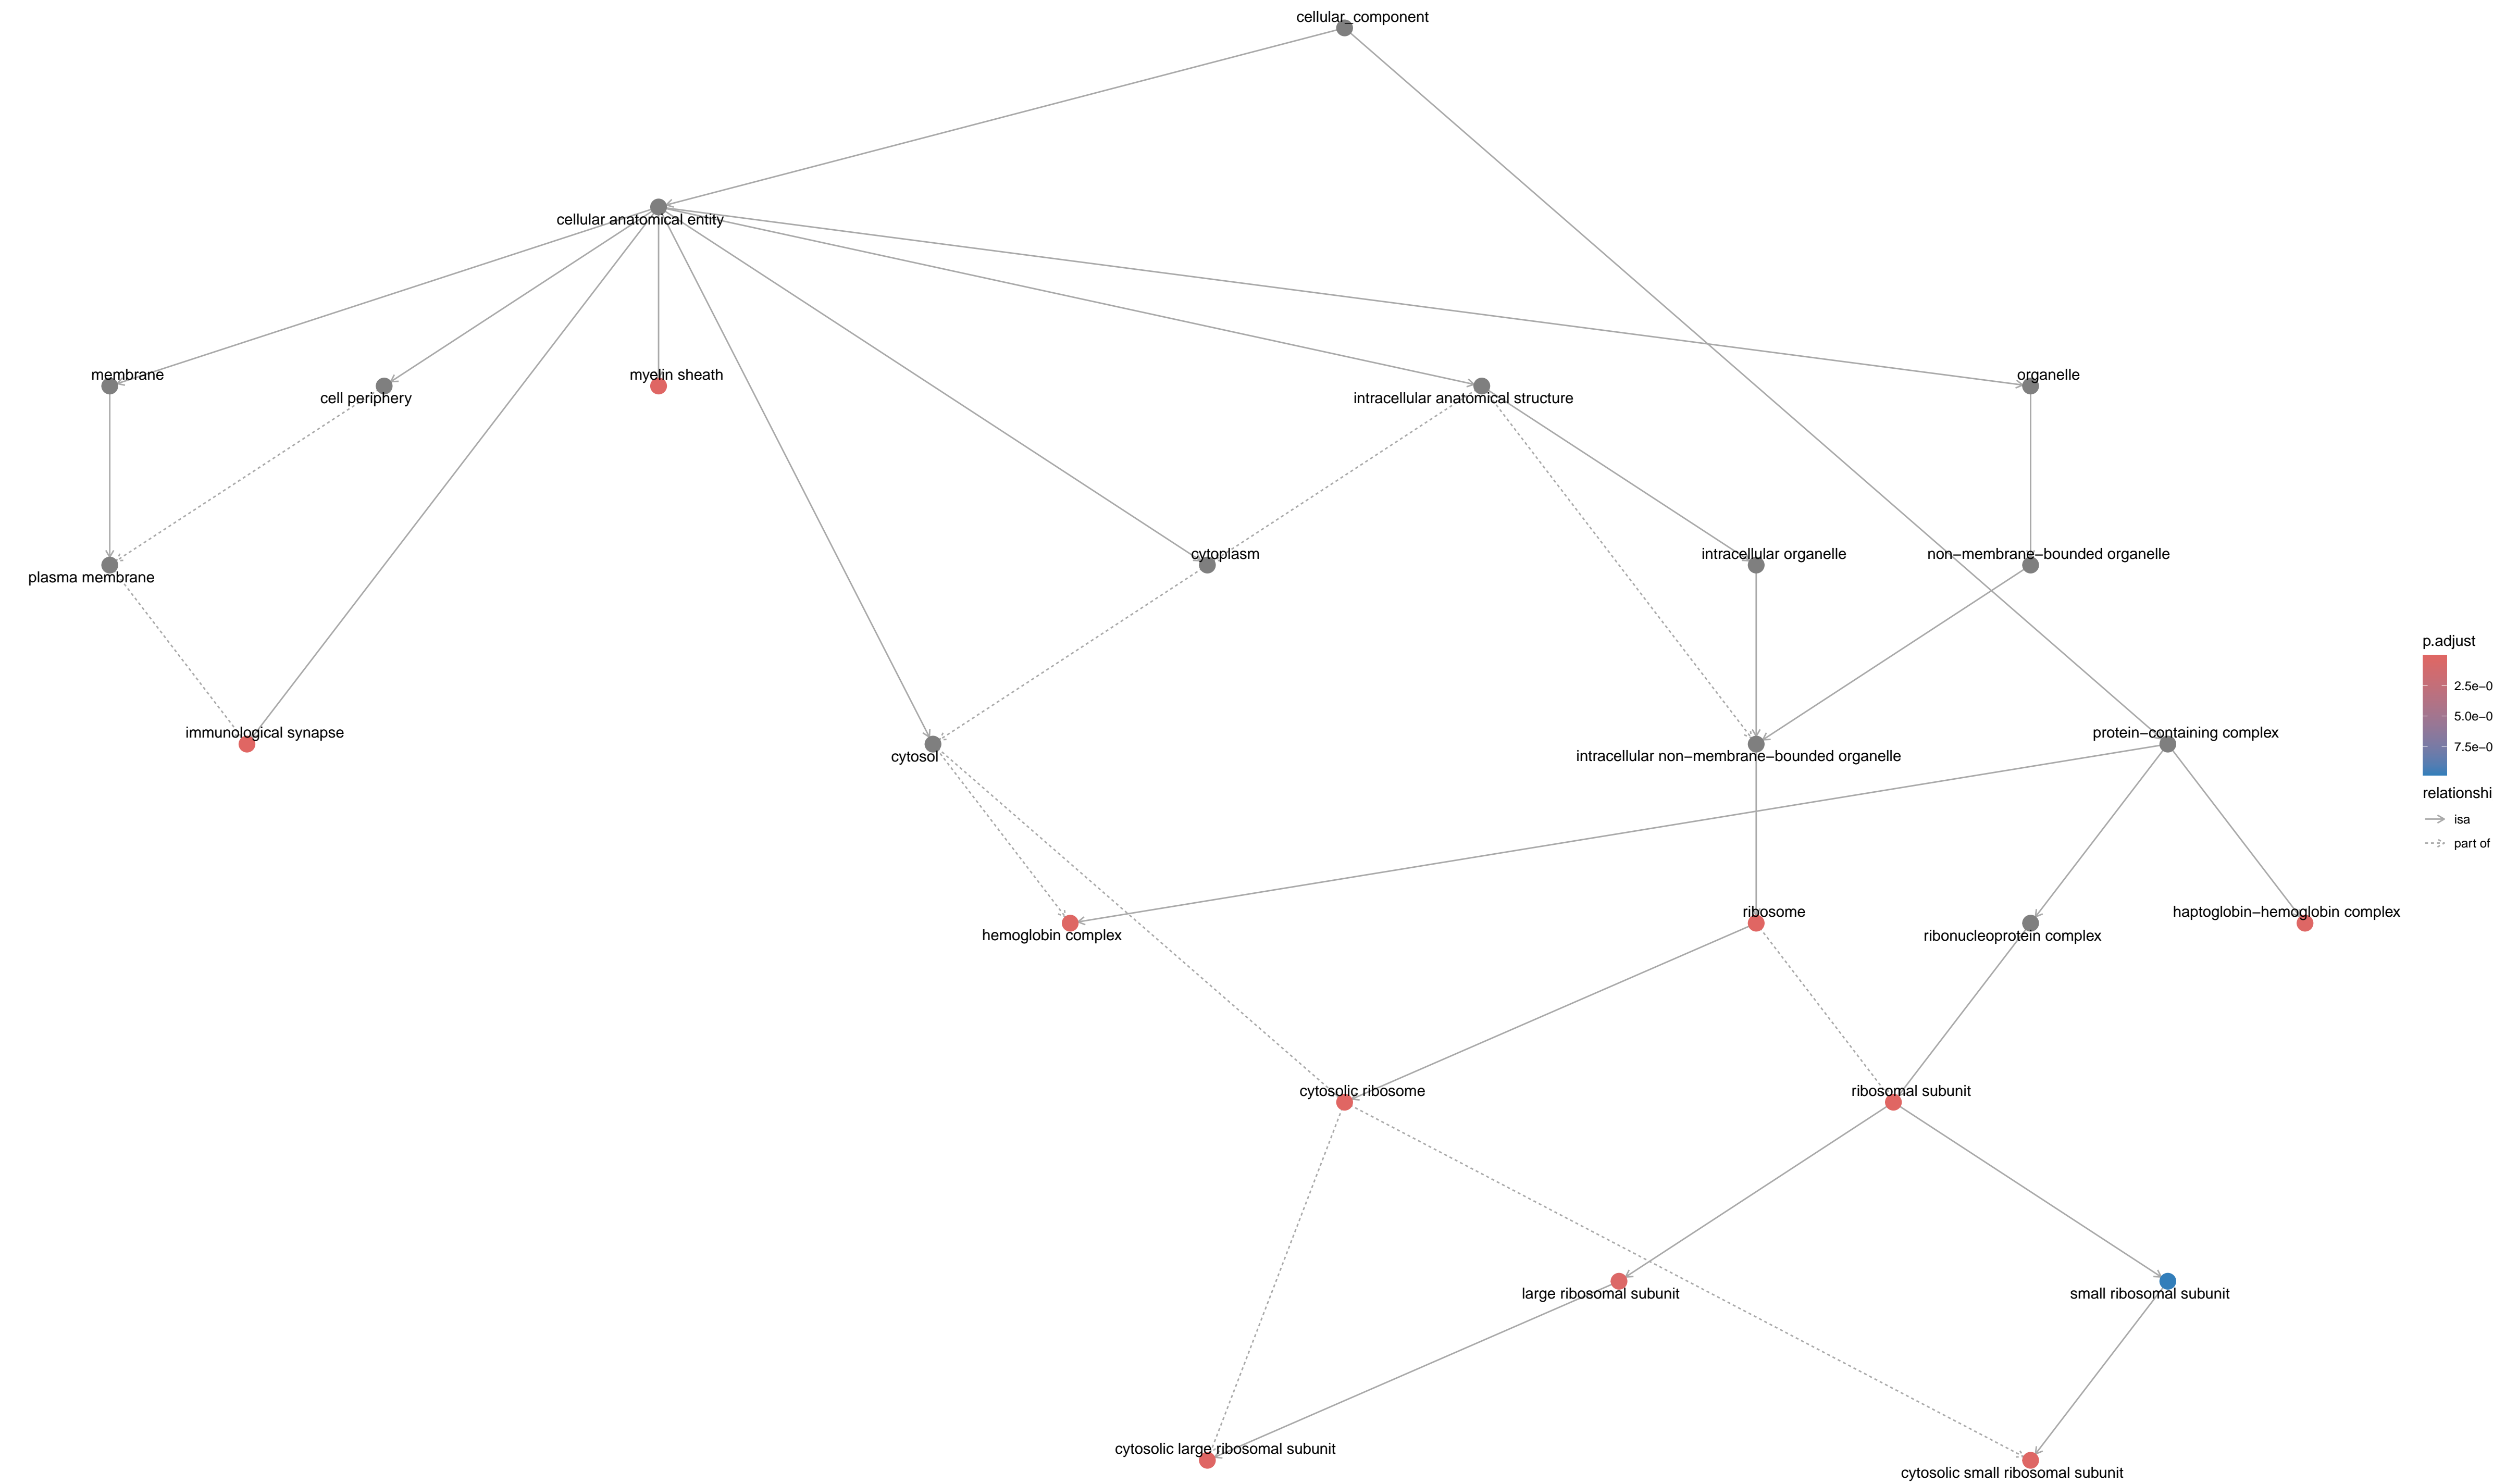 cellular_component
cellular anatomical entity
membrane
cell periphery
myelin sheath
intracellular anatomical structure
organelle
plasma membrane
cytoplasm
intracellular organelle
non−membrane−bounded organelle
immunological synapse
cytosol
intracellular non−membrane−bounded organelle
protein−containing complex
hemoglobin complex
ribosome
ribonucleoprotein complex
haptoglobin−hemoglobin complex
cytosolic ribosome
ribosomal subunit
large ribosomal subunit
small ribosomal subunit
cytosolic large ribosomal subunit
cytosolic small ribosomal subunit
p.adjust
2.5e−0
5.0e−0
7.5e−0
relationshi
isa
part of